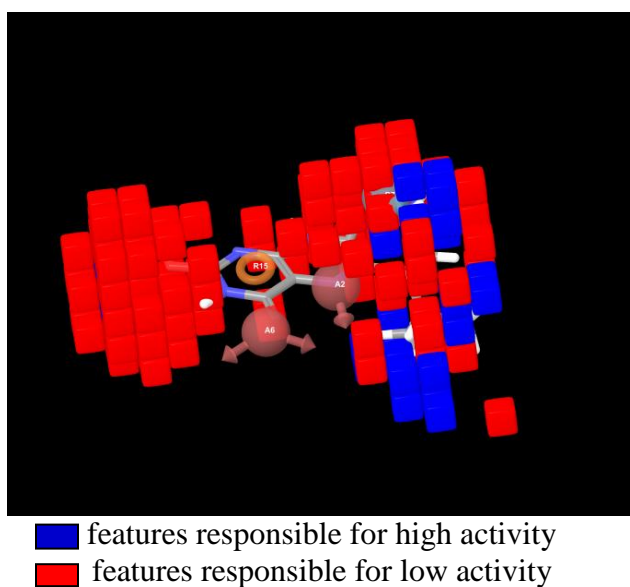 R15
A2
A6
features responsible for high activity
features responsible for low activity